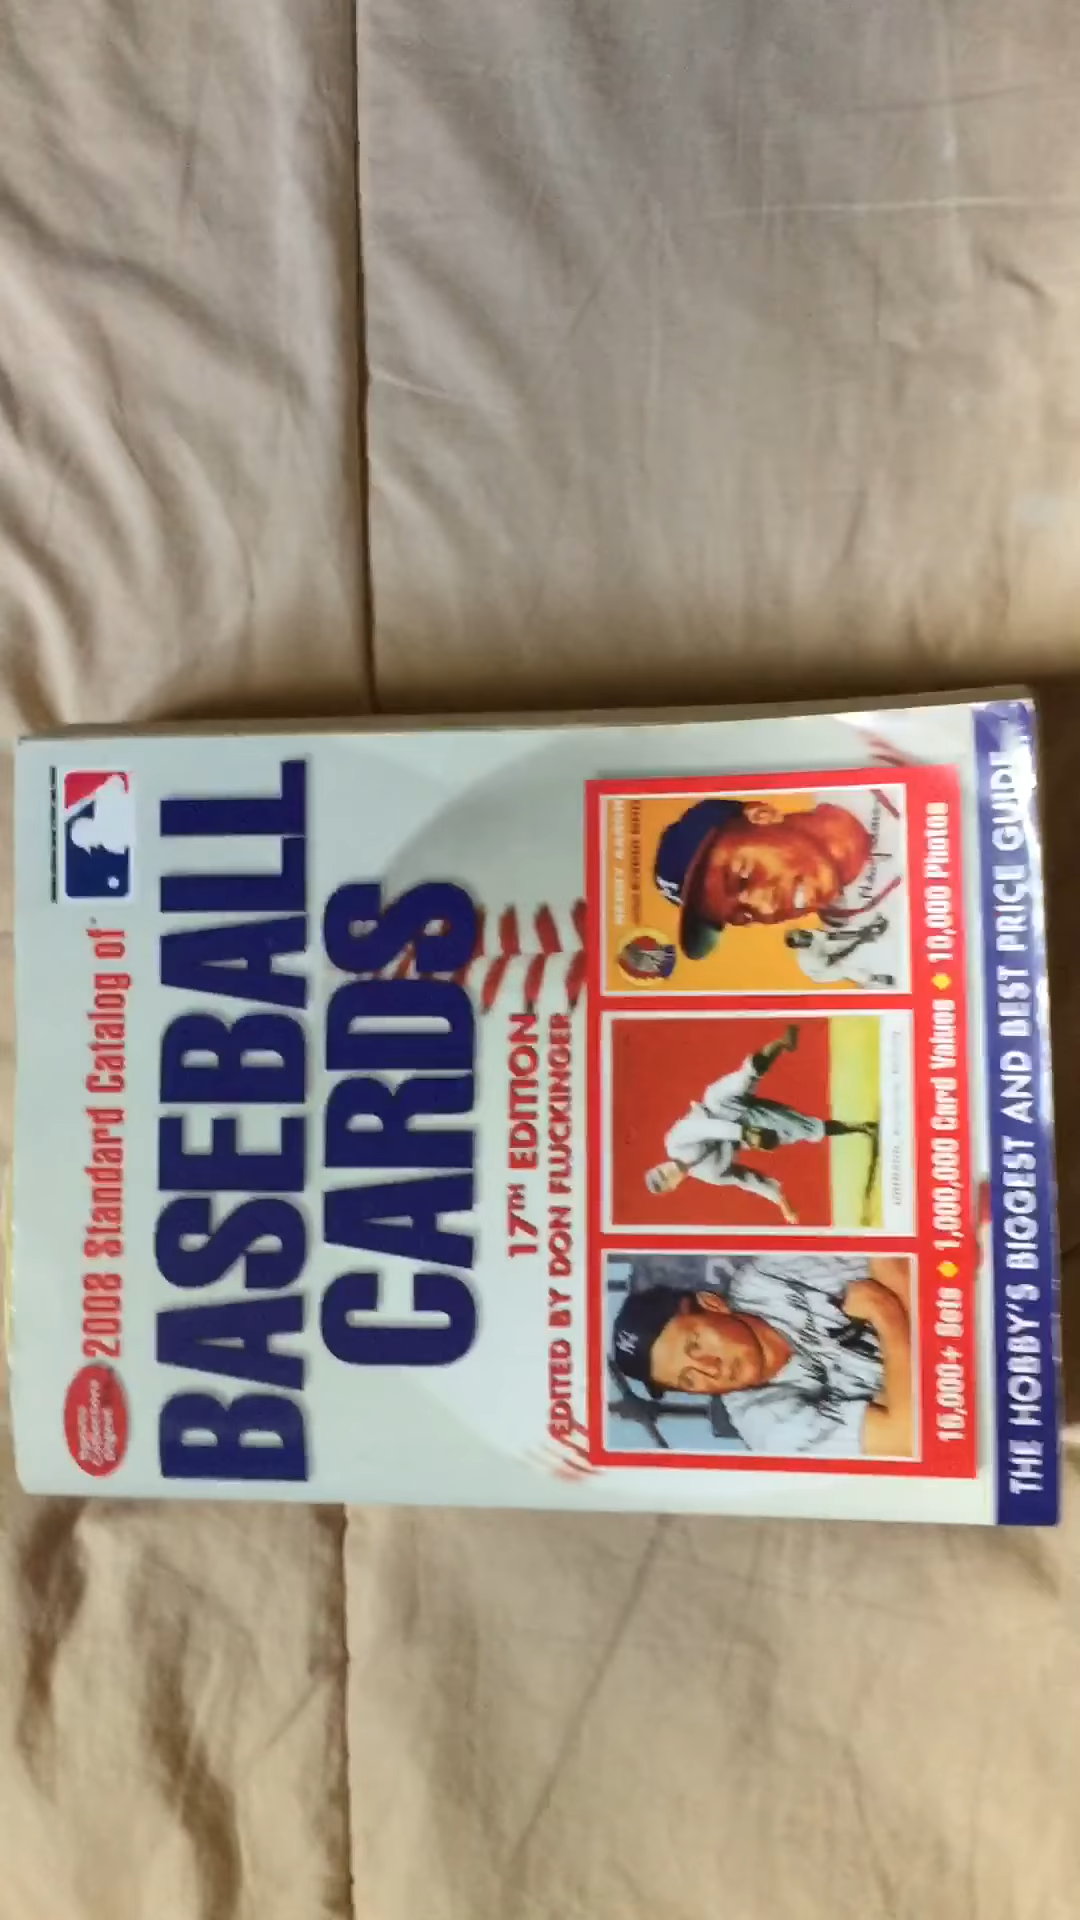 2008 Standard Catalog of
BASEBALL
CARDS
17TH EDITION
EDITED BY DON FLUCKINGER
HENRY AARON
16,000+ Sets ♦ 1,000,000 Card Values ♦ 10,000 Photos
THE HOBBY'S BIGGEST AND BEST PRICE GUIDE